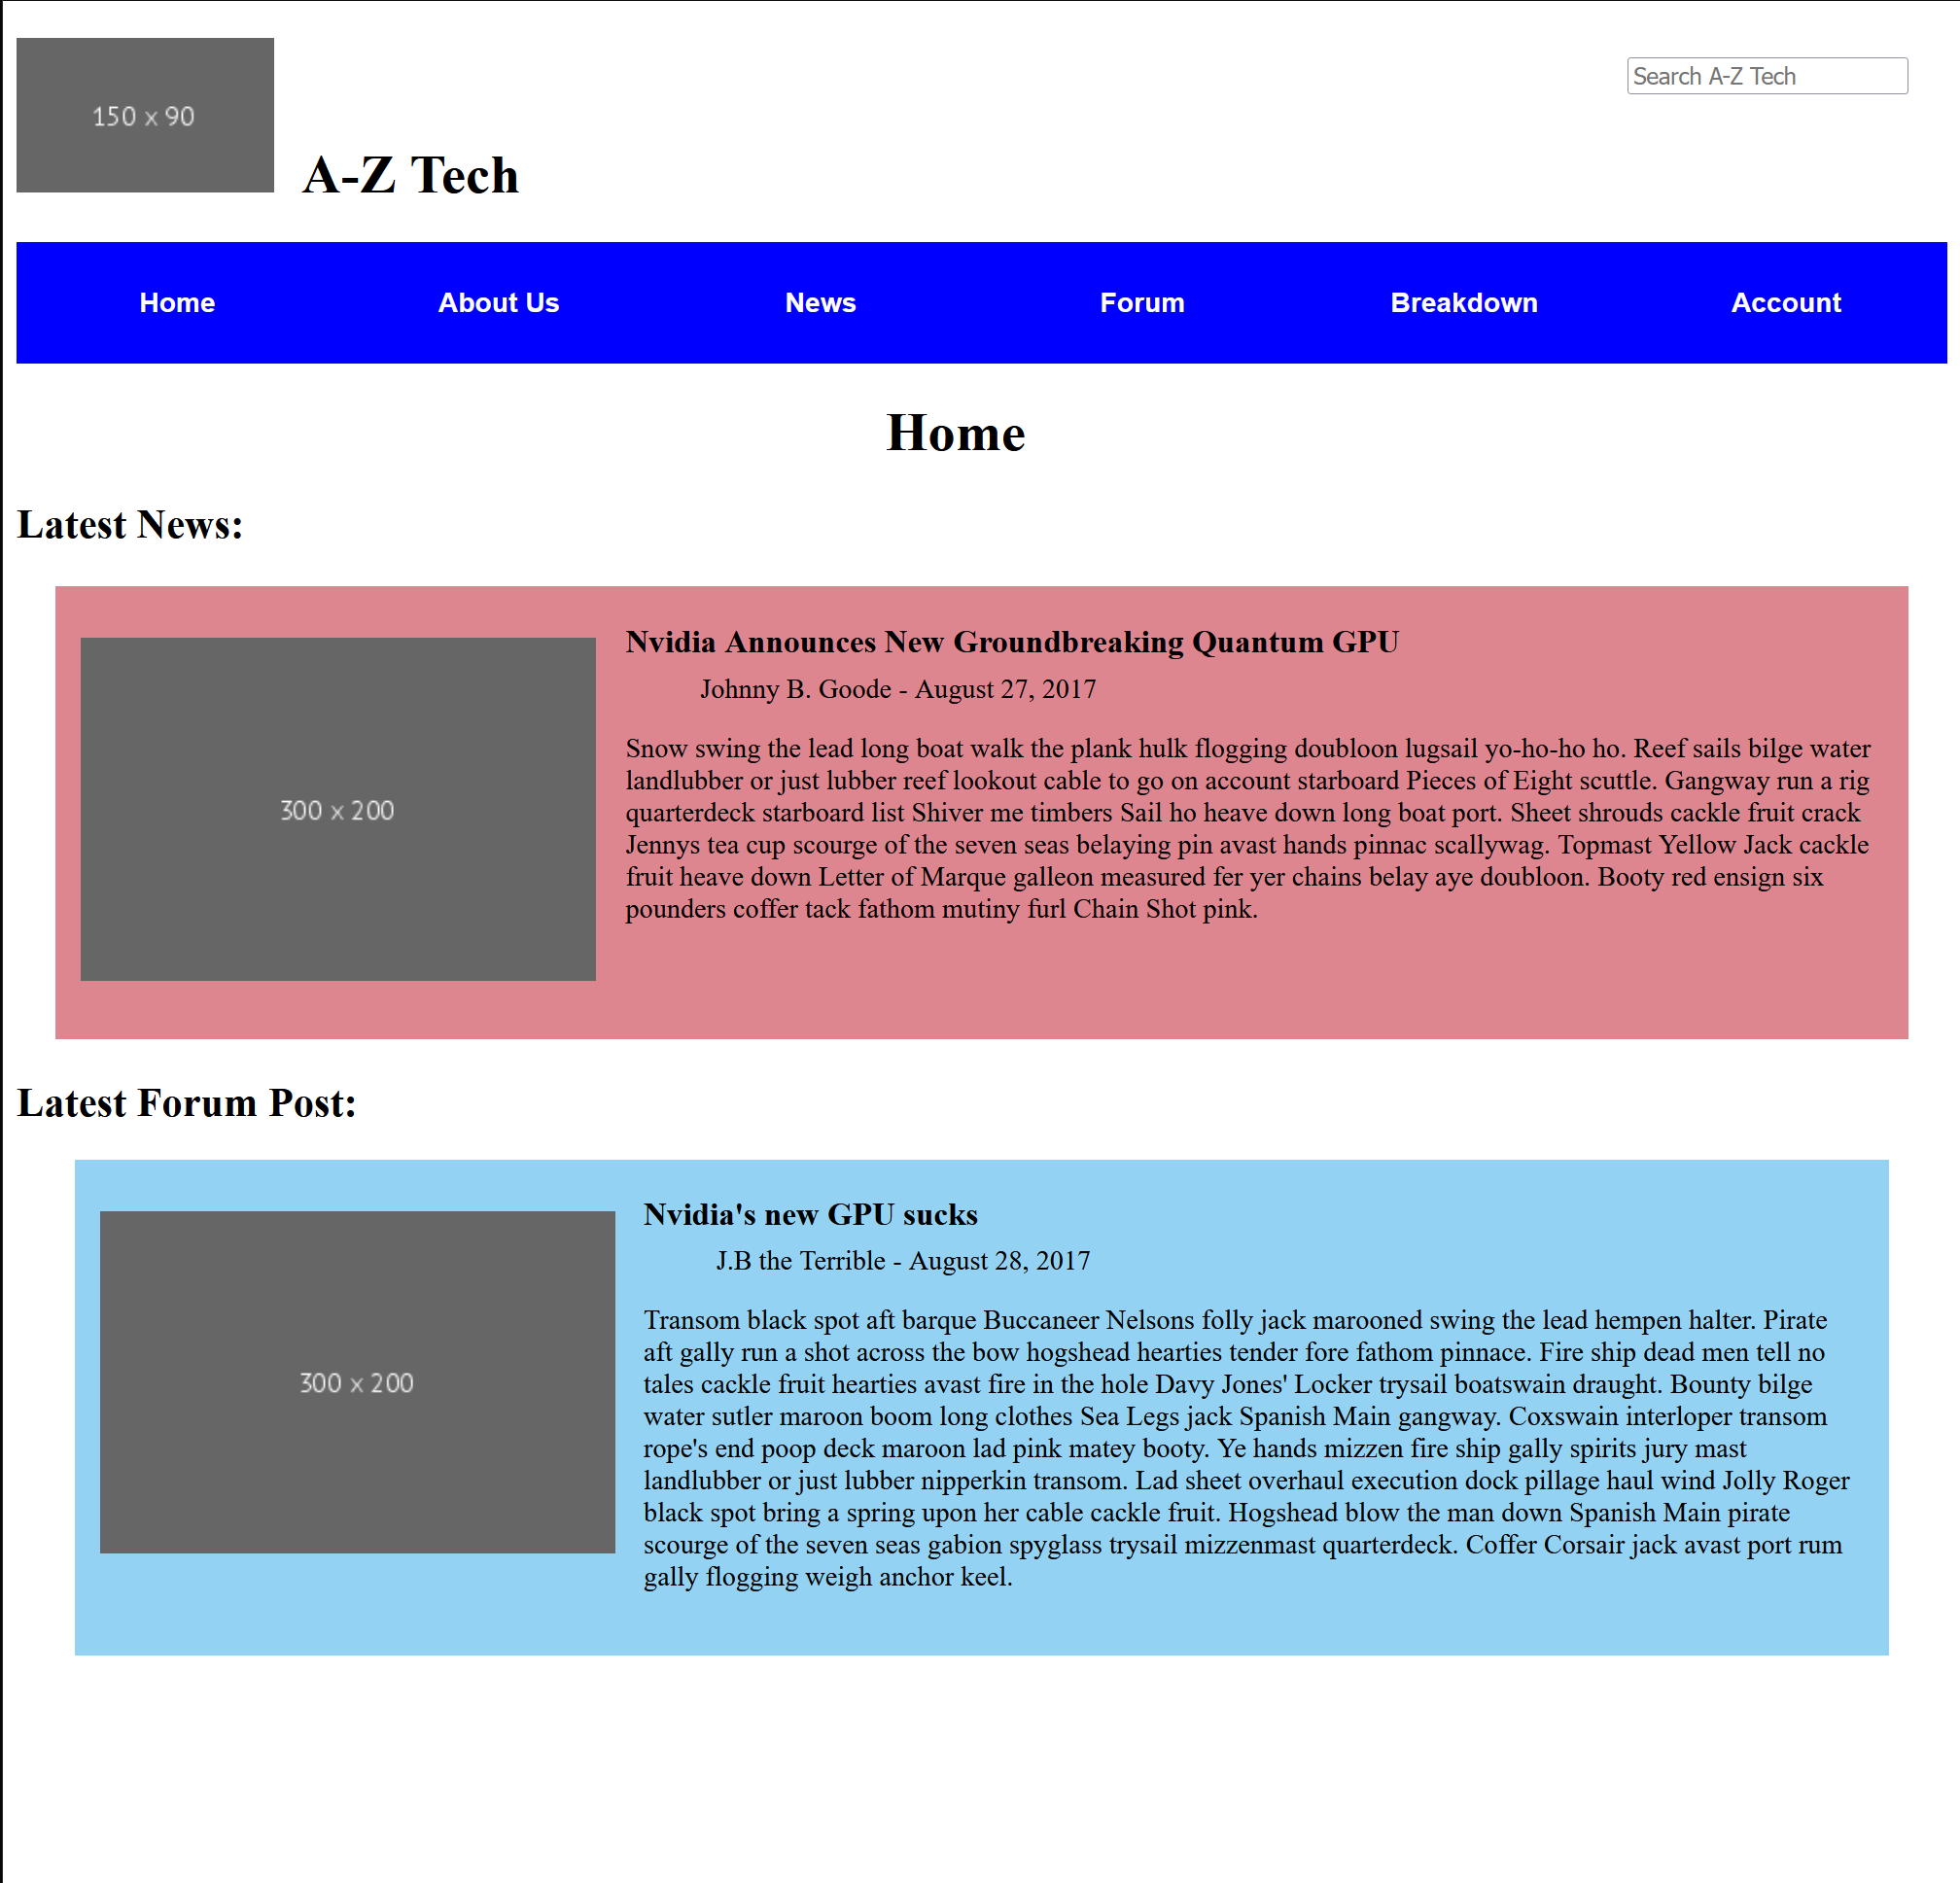 150 x 90
A-Z Tech
Search A-Z Tech
Home
About Us
News
Forum
Breakdown
Account
Home
Latest News:
300 x 200
Nvidia Announces New Groundbreaking Quantum GPU
Johnny B. Goode - August 27, 2017
Snow swing the lead long boat walk the plank hulk flogging doubloon lugsail yo-ho-ho ho. Reef sails bilge water
landlubber or just lubber reef lookout cable to go on account starboard Pieces of Eight scuttle. Gangway run a rig
quarterdeck starboard list Shiver me timbers Sail ho heave down long boat port. Sheet shrouds cackle fruit crack
Jennys tea cup scourge of the seven seas belaying pin avast hands pinnac scallywag. Topmast Yellow Jack cackle
fruit heave down Letter of Marque galleon measured fer yer chains belay aye doubloon. Booty red ensign six
pounders coffer tack fathom mutiny furl Chain Shot pink.
Latest Forum Post:
300 x 200
Nvidia's new GPU sucks
J.B the Terrible - August 28, 2017
Transom black spot aft barque Buccaneer Nelsons folly jack marooned swing the lead hempen halter. Pirate
aft gally run a shot across the bow hogshead hearties tender fore fathom pinnace. Fire ship dead men tell no
tales cackle fruit hearties avast fire in the hole Davy Jones' Locker trysail boatswain draught. Bounty bilge
water sutler maroon boom long clothes Sea Legs jack Spanish Main gangway. Coxswain interloper transom
rope's end poop deck maroon lad pink matey booty. Ye hands mizzen fire ship gally spirits jury mast
landlubber or just lubber nipperkin transom. Lad sheet overhaul execution dock pillage haul wind Jolly Roger
black spot bring a spring upon her cable cackle fruit. Hogshead blow the man down Spanish Main pirate
scourge of the seven seas gabion spyglass trysail mizzenmast quarterdeck. Coffer Corsair jack avast port rum
gally flogging weigh anchor keel.